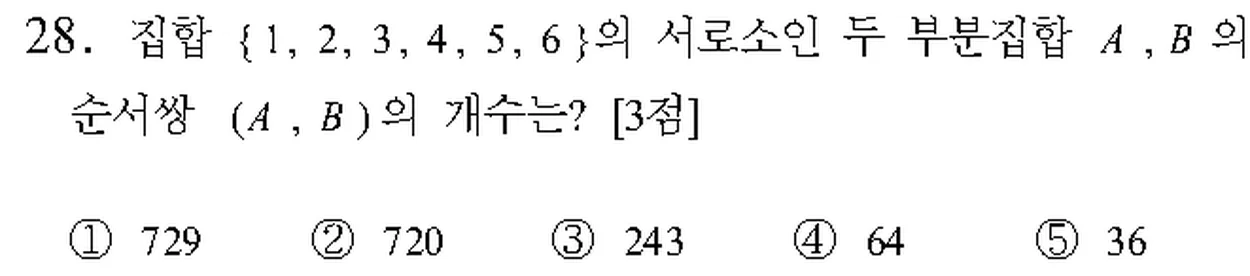 28. 집합 { 1, 2, 3, 4, 5, 6 }의 서로소인 두 부분집합 A , B 의
순서쌍 (A , B )의 개수는? [3점]
① 729 ② 720 ③ 243 ④ 64 ⑤ 36